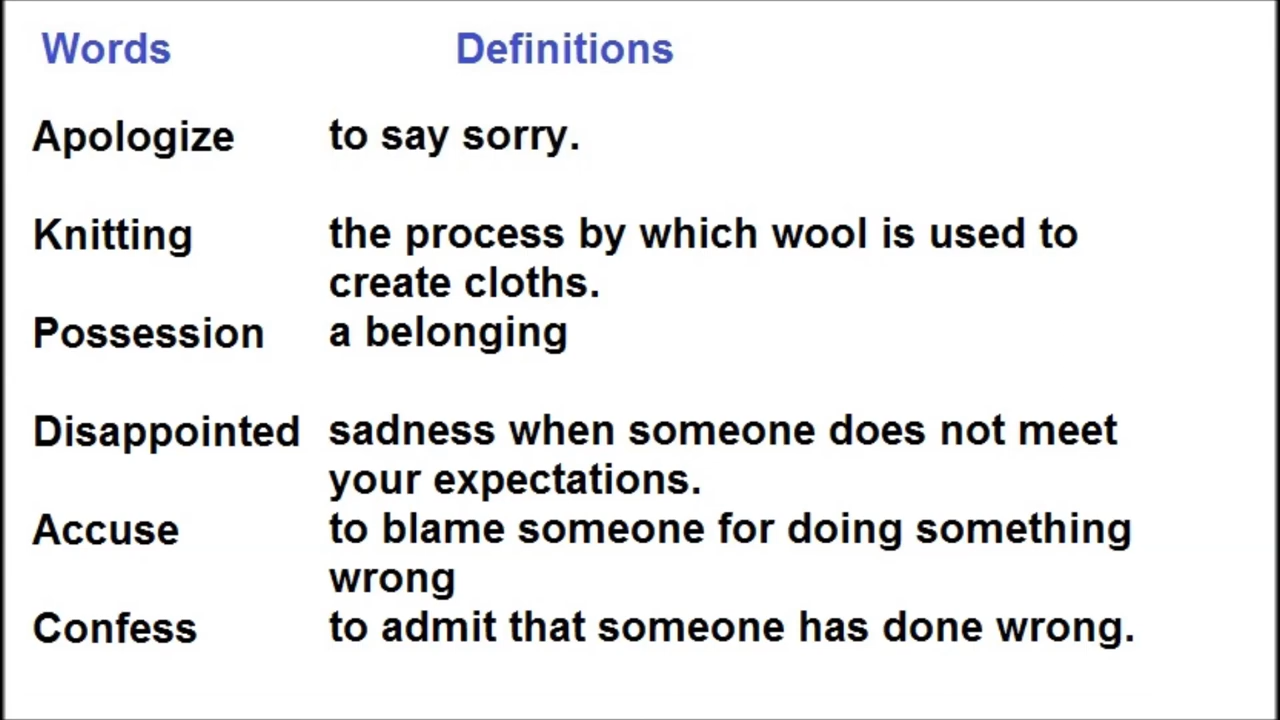 Words Definitions
Apologize to say sorry.
Knitting the process by which wool is used to
create cloths.
Possession a belonging
Disappointed sadness when someone does not meet
your expectations.
Accuse to blame someone for doing something
wrong
Confess to admit that someone has done wrong.